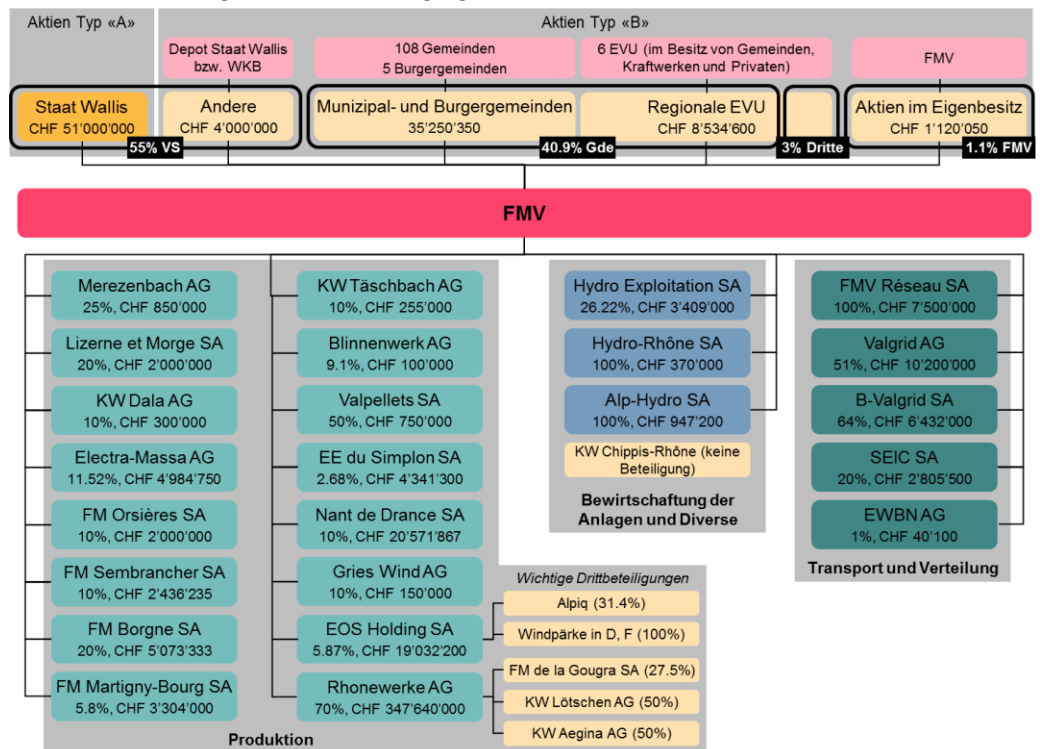 Aktien Typ «A»
Aktien Typ «B»
Depot Staat Wallis
bzw. WKB
108 Gemeinden
5 Burgergemeinden
6 EVU (im Besitz von Gemeinden,
Kraftwerken und Privaten)
FMV
Staat Wallis
CHF 51'000'000
Andere
CHF 4'000'000
Munizipal- und Burgergemeinden
35'250'350
Regionale EVU
CHF 8'534'600
Aktien im Eigenbesitz
CHF 1'120'050
55% VS
40.9% Gde
3% Dritte
1.1% FMV
FMV
Merezenbach AG
25%, CHF 850'000
Lizerne et Morge SA
20%, CHF 2'000'000
KW Dala AG
10%, CHF 300'000
Electra-Massa AG
11.52%, CHF 4'984'750
FM Orsières SA
10%, CHF 2'000'000
FM Sembrancher SA
10%, CHF 2'436'235
FM Borgne SA
20%, CHF 5'073'333
FM Martigny-Bourg SA
5.8%, CHF 3'304'000
KW Täschbach AG
10%, CHF 255'000
Blinnenwerk AG
9.1%, CHF 100'000
Valpellets SA
50%, CHF 750'000
EE du Simplon SA
2.68%, CHF 4'341'300
Nant de Drance SA
10%, CHF 20'571'867
Gries Wind AG
10%, CHF 150'000
EOS Holding SA
5.87%, CHF 19'032'200
Rhonewerke AG
70%, CHF 347'640'000
Produktion
Wichtige Drittbeteiligungen
Alpiq (31.4%)
Windpärke in D, F (100%)
FM de la Gougra SA (27.5%)
KW Lötschen AG (50%)
KW Aegina AG (50%)
Hydro Exploitation SA
26.22%, CHF 3'409'000
Hydro-Rhône SA
100%, CHF 370'000
Alp-Hydro SA
100%, CHF 947'200
KW Chippis-Rhône (keine
Beteiligung)
Bewirtschaftung der
Anlagen und Diverse
FMV Réseau SA
100%, CHF 7'500'000
Valgrid AG
51%, CHF 10'200'000
B-Valgrid SA
64%, CHF 6'432'000
SEIC SA
20%, CHF 2'805'500
EWBN AG
1%, CHF 40'100
Transport und Verteilung